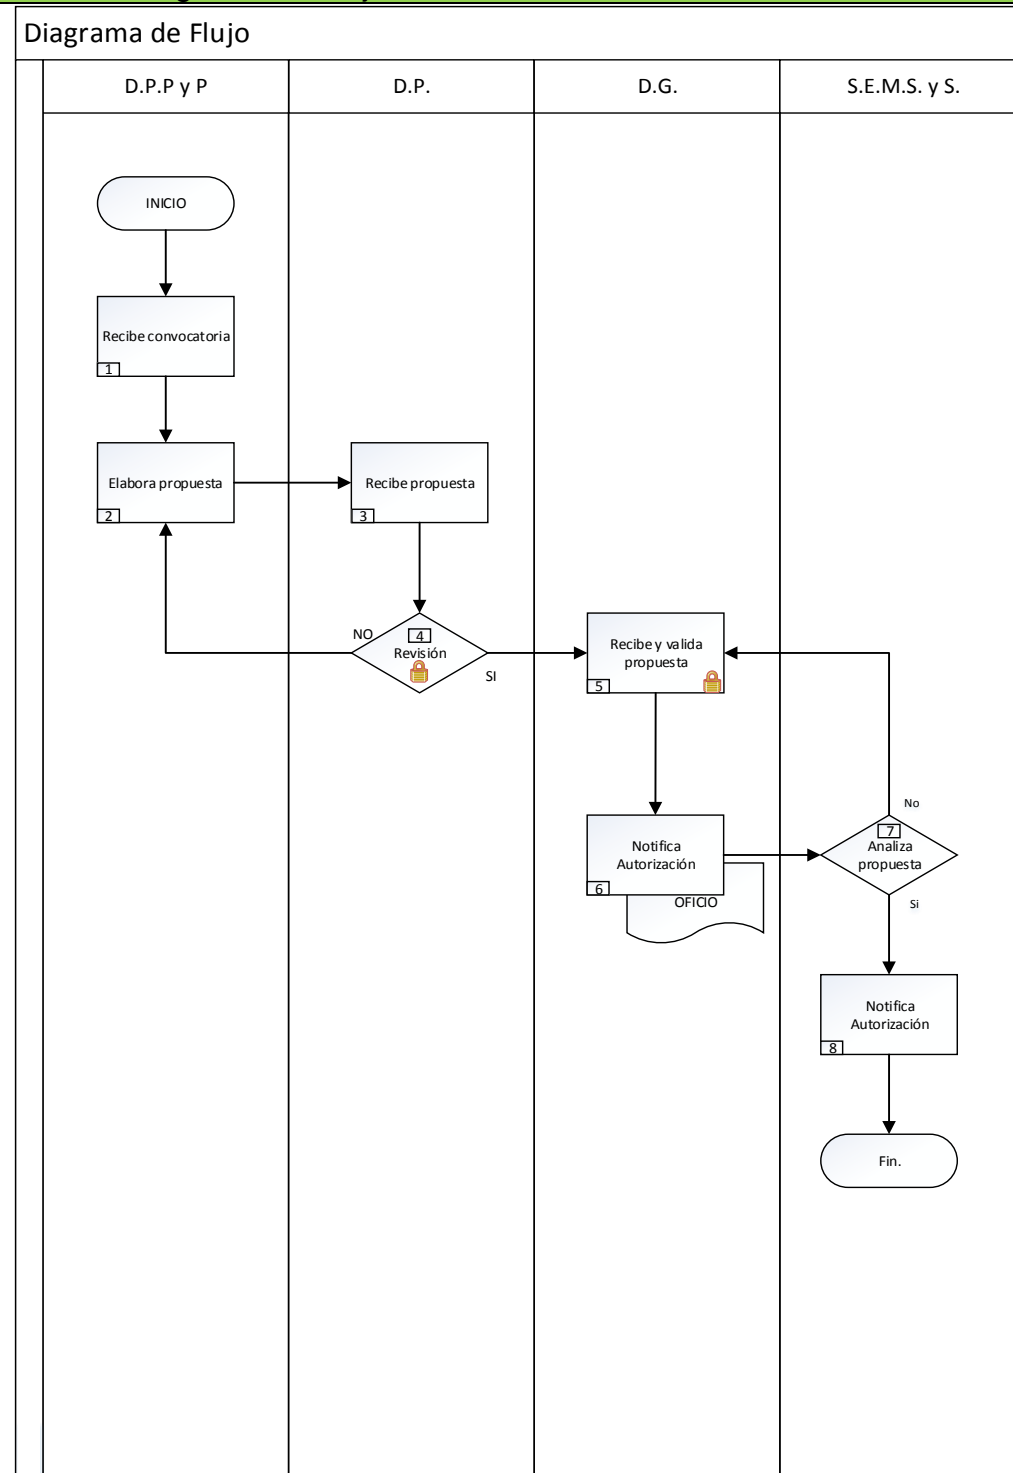 Diagrama de Flujo
D.P.P y P
D.P.
D.G.
S.E.M.S. y S.
INICIO
Recibe convocatoria
1
Elabora propuesta
2
Recibe propuesta
3
NO
4
Revisión
SI
Recibe y valida
propuesta
5
Notifica
Autorización
6
OFICIO
No
7
Analiza
propuesta
Si
Notifica
Autorización
8
Fin.